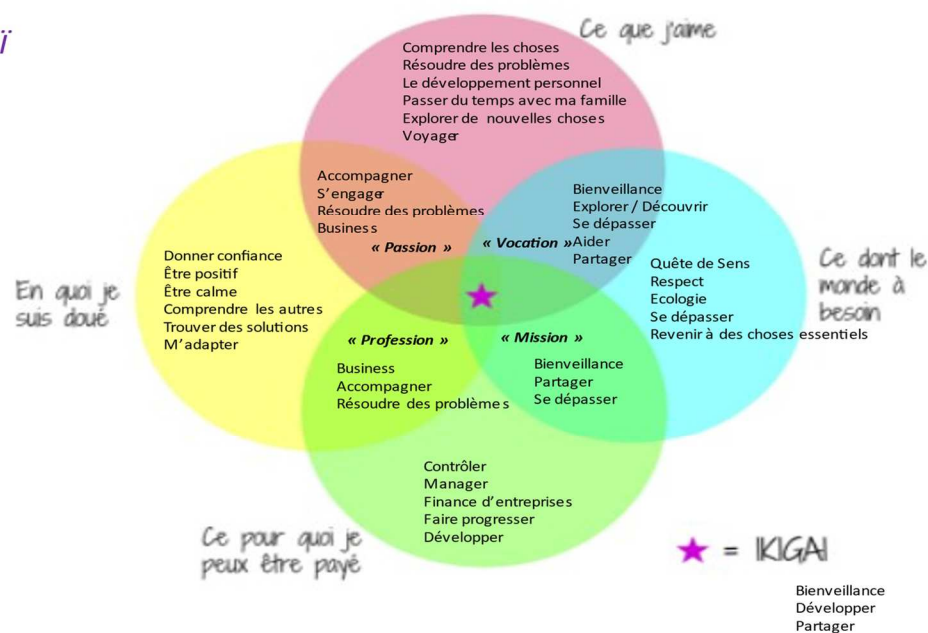 ï
Ce que j'aime
Comprendre les choses
Résoudre des problèmes
Le développement personnel
Passer du temps avec ma famille
Explorer de nouvelles choses
Voyager
Accompagner
S'engager
Résoudre des problèmes
Business
« Passion »
Bienveillance
Explorer / Découvrir
Se dépasser
Aider
Partager
« Vocation »
En quoi je
suis doué
Donner confiance
Être positif
Être calme
Comprendre les autres
Trouver des solutions
M'adapter
Quête de Sens
Respect
Ecologie
Se dépasser
Revenir à des choses essentiels
Ce dont le
monde à
besoin
« Profession »
Business
Accompagner
Résoudre des problèmes
« Mission »
Bienveillance
Partager
Se dépasser
Contrôler
Manager
Finance d'entreprises
Faire progresser
Développer
Ce pour quoi je
peux être payé
= IKIGAI
Bienveillance
Développer
Partager